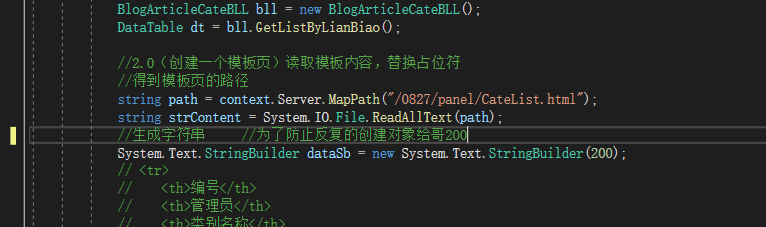 BlogArticleCateBLL bll = new BlogArticleCateBLL();
DataTable dt = bll.GetListByLianBiao();
//2.0（创建一个模板页）读取模板内容，替换占位符
//得到模板页的路径
string path = context.Server.MapPath("/0827/panel/CateList.html");
string strContent = System.IO.File.ReadAllText(path);
//生成字符串     //为了防止反复的创建对象给哥200
System.Text.StringBuilder dataSb = new System.Text.StringBuilder(200);
// <tr>
//    <th>编号</th>
//    <th>管理员</th>
//    <th>类别名称</th>